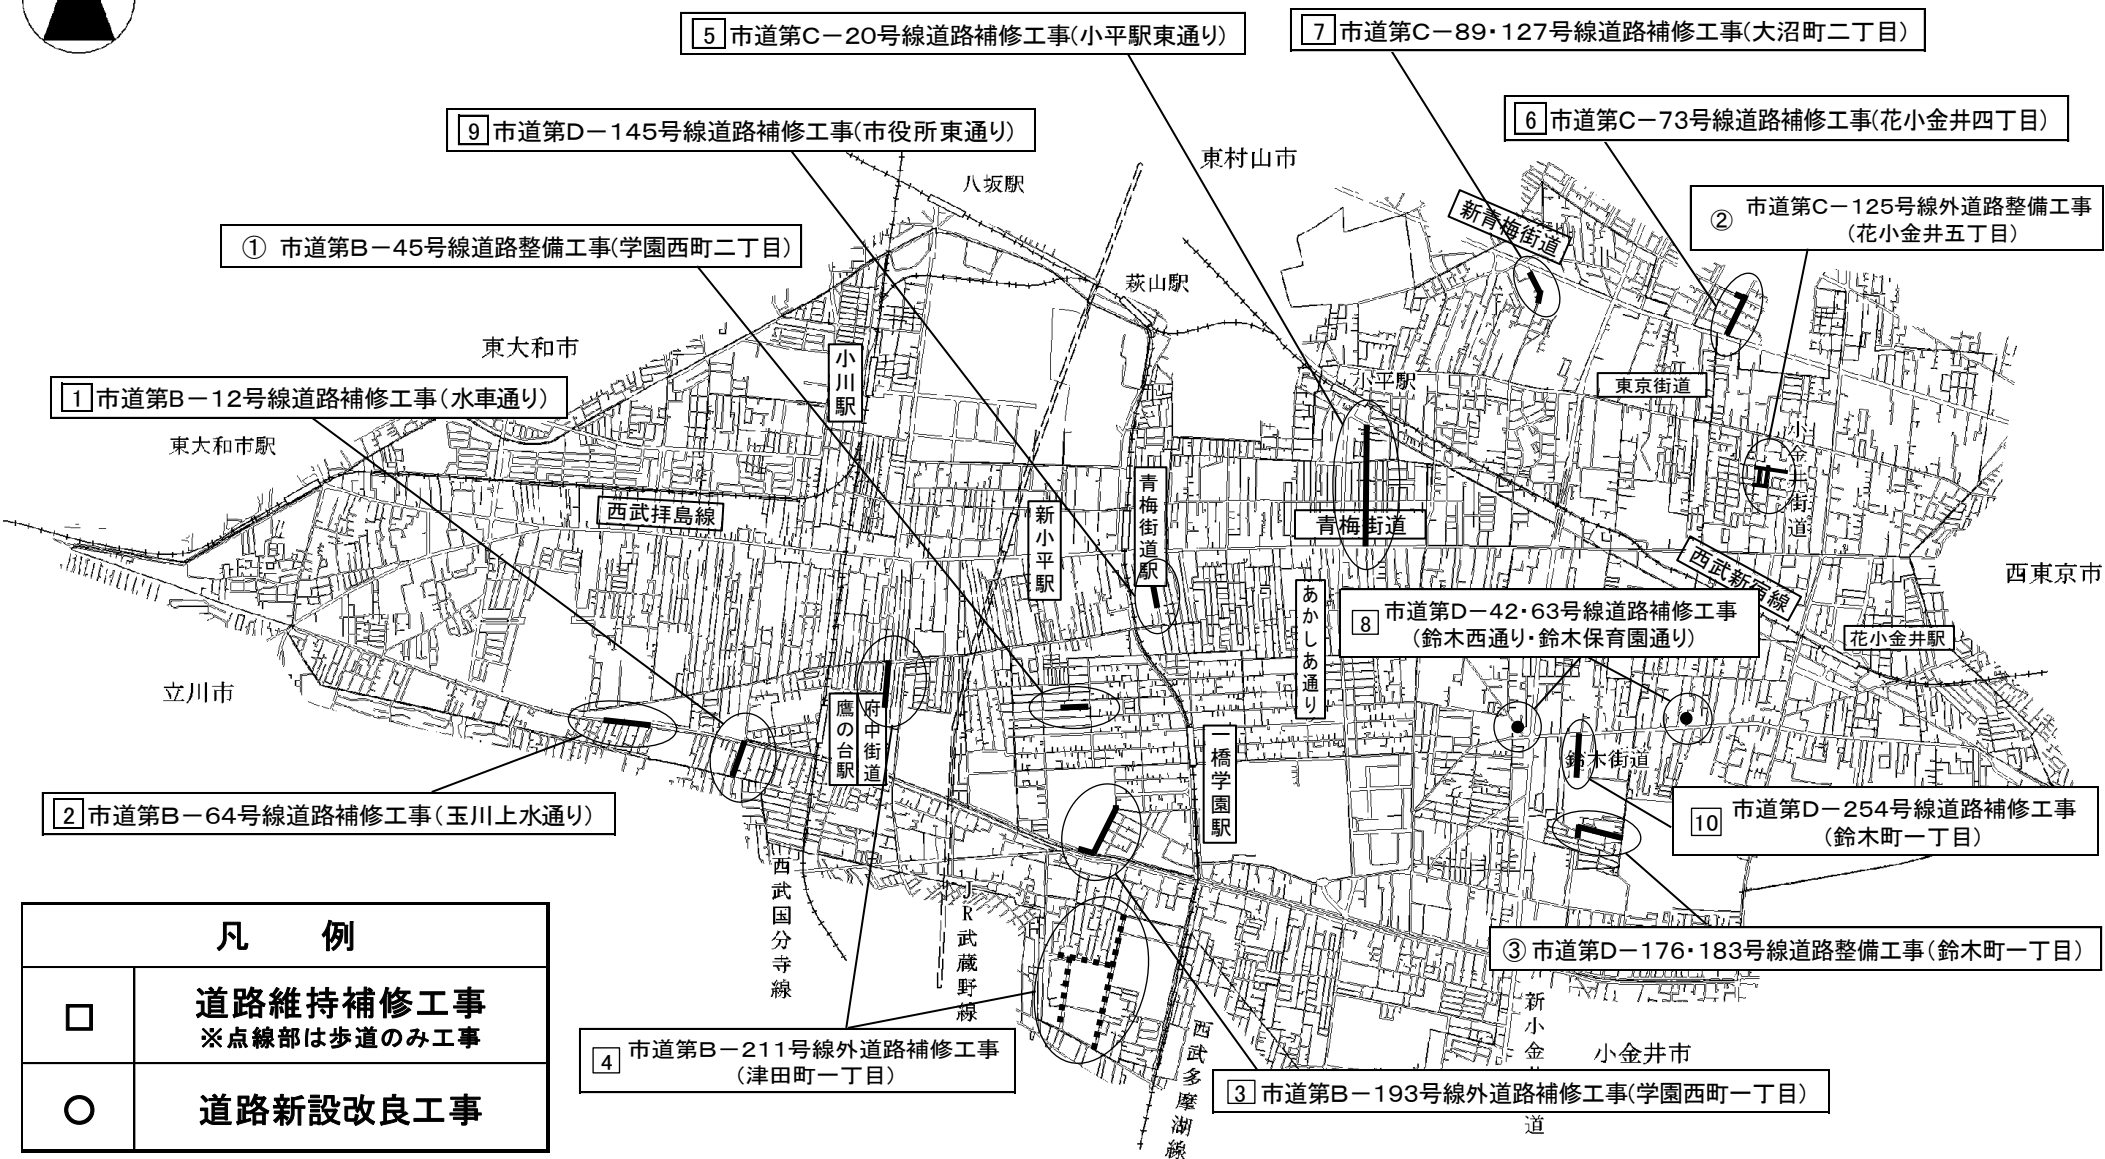 5 市道第C－20号線道路補修工事(小平駅東通り)
7 市道第C－89・127号線道路補修工事(大沼町二丁目)
9 市道第D－145号線道路補修工事(市役所東通り)
6 市道第C－73号線道路補修工事(花小金井四丁目)
東村山市
八坂駅
新青梅街道
② 市道第C－125号線外道路整備工事
(花小金井五丁目)
① 市道第B－45号線道路整備工事(学園西町二丁目)
萩山駅
東大和市
小川駅
小平駅
東京街道
1 市道第B－12号線道路補修工事(水車通り)
東大和市駅
小金井街道
西武拝島線
新小平駅
青梅街道駅
青梅街道
西武新宿線
西東京市
あかしあ通り
8 市道第D－42・63号線道路補修工事
(鈴木西通り・鈴木保育園通り)
花小金井駅
立川市
鷹の台駅
府中街道
一橋学園駅
鈴木街道
2 市道第B－64号線道路補修工事(玉川上水通り)
10 市道第D－254号線道路補修工事
(鈴木町一丁目)
西武国分寺線
JR武蔵野線
③ 市道第D－176・183号線道路整備工事(鈴木町一丁目)
凡 例
□ 道路維持補修工事
※点線部は歩道のみ工事
○ 道路新設改良工事
4 市道第B－211号線外道路補修工事
(津田町一丁目)
西武多摩湖線
新小金
道
小金井市
3 市道第B－193号線外道路補修工事(学園西町一丁目)